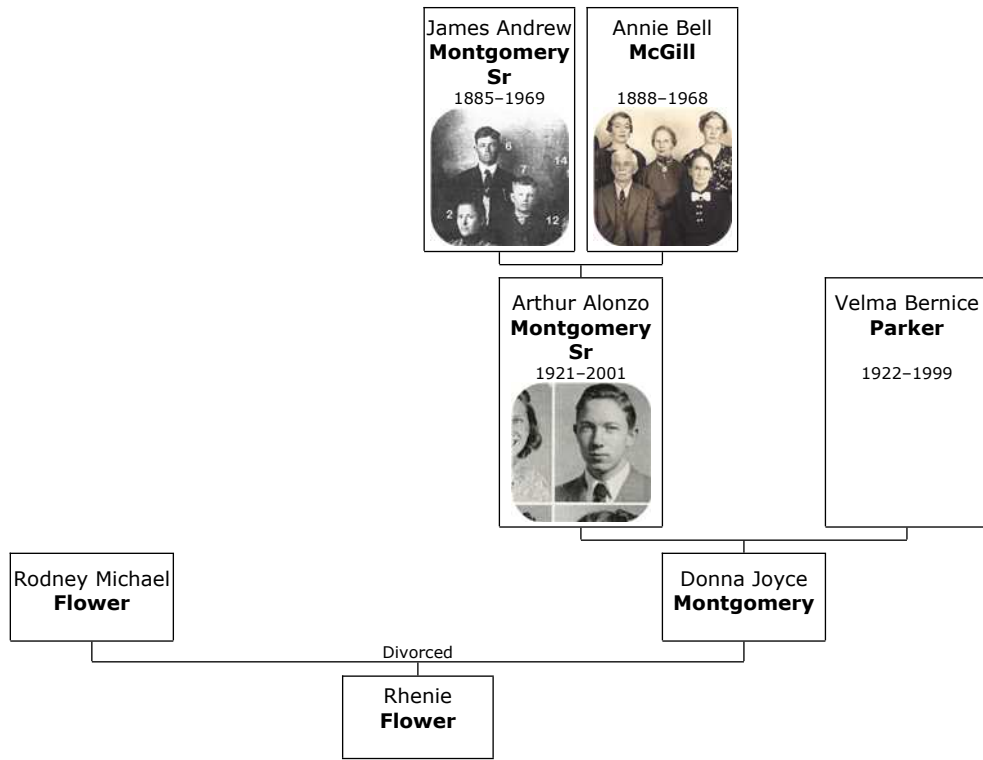 James Andrew
Montgomery
Sr
1885–1969
6
7
14
2
12
Annie Bell
McGill
1888–1968
Arthur Alonzo
Montgomery
Sr
1921–2001
Velma Bernice
Parker
1922–1999
Rodney Michael
Flower
Donna Joyce
Montgomery
Divorced
Rhenie
Flower